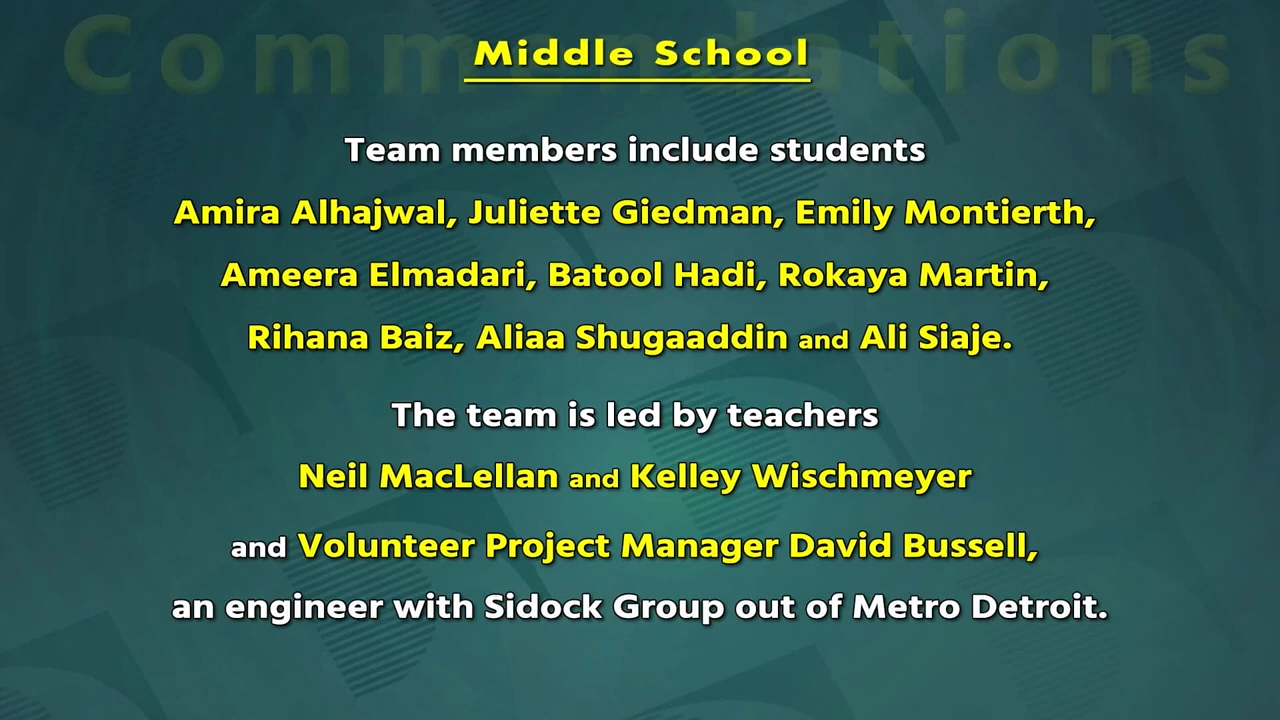 Commendations
Middle School
Team members include students
Amira Alhajwal, Juliette Giedman, Emily Montierth,
Ameera Elmadari, Batool Hadi, Rokaya Martin,
Rihana Baiz, Aliaa Shugaaddin and Ali Siaje.
The team is led by teachers
Neil MacLellan and Kelley Wischmeyer
and Volunteer Project Manager David Bussell,
an engineer with Sidock Group out of Metro Detroit.